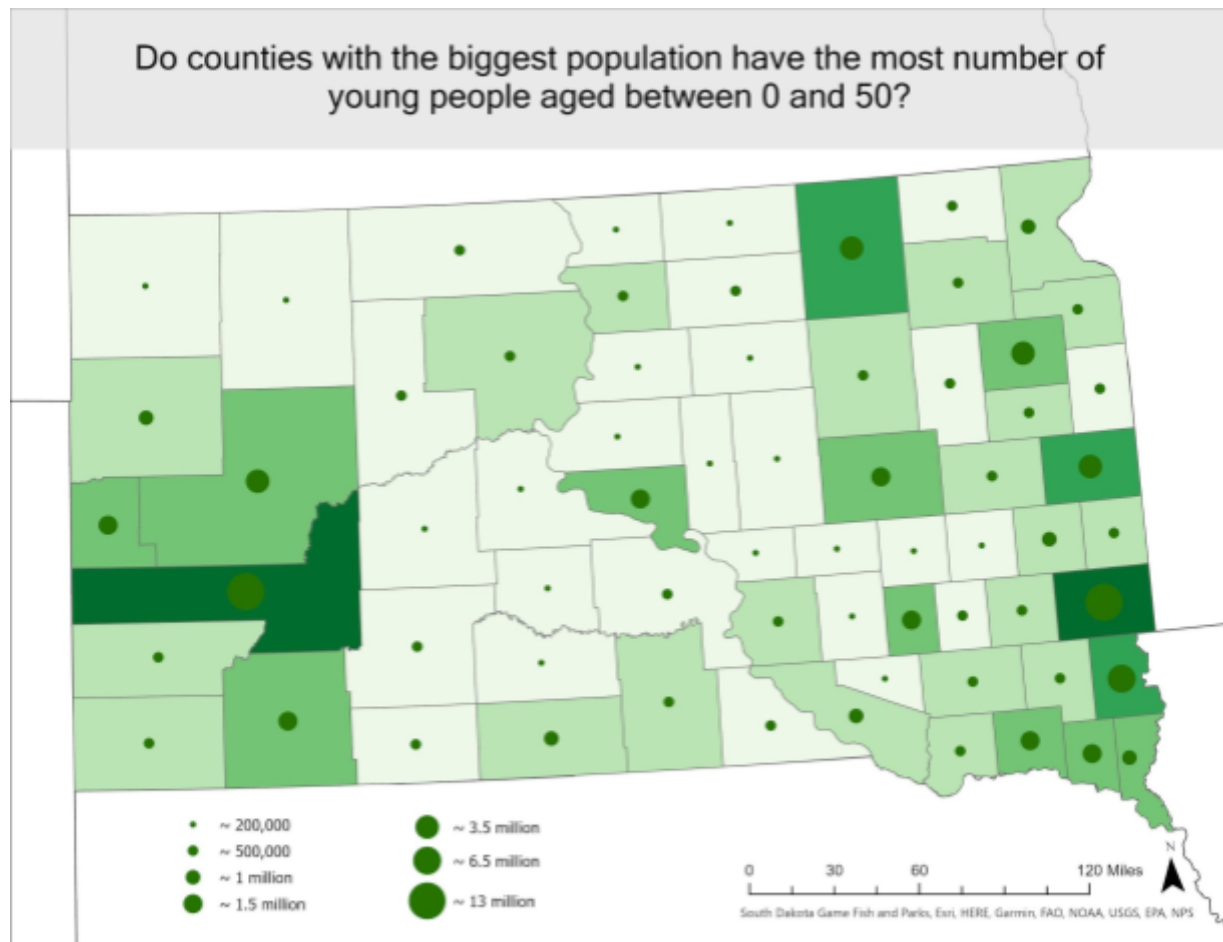 Do counties with the biggest population have the most number of
young people aged between 0 and 50?
~ 200,000
~ 500,000
~ 1 million
~ 1.5 million
~ 3.5 million
~ 6.5 million
~ 13 million
0 30 60 120 Miles
N
South Dakota Game Fish and Parks, Esri, HERE, Garmin, FAO, NOAA, USGS, EPA, NPS